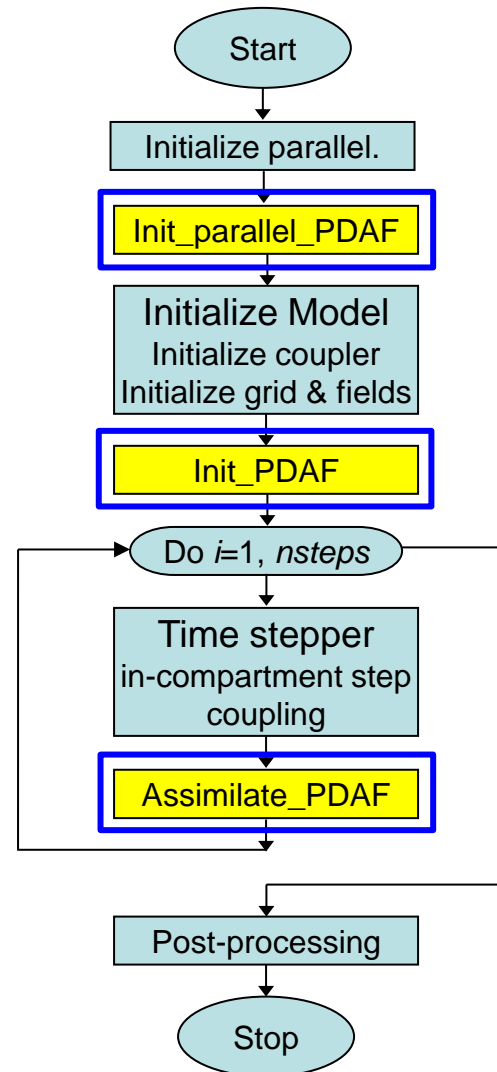 Start
Initialize parallel.
Init_parallel_PDAF
Initialize Model
Initialize coupler
Initialize grid & fields
Init_PDAF
Do i=1, nsteps
Time stepper
in-compartment step
coupling
Assimilate_PDAF
Post-processing
Stop